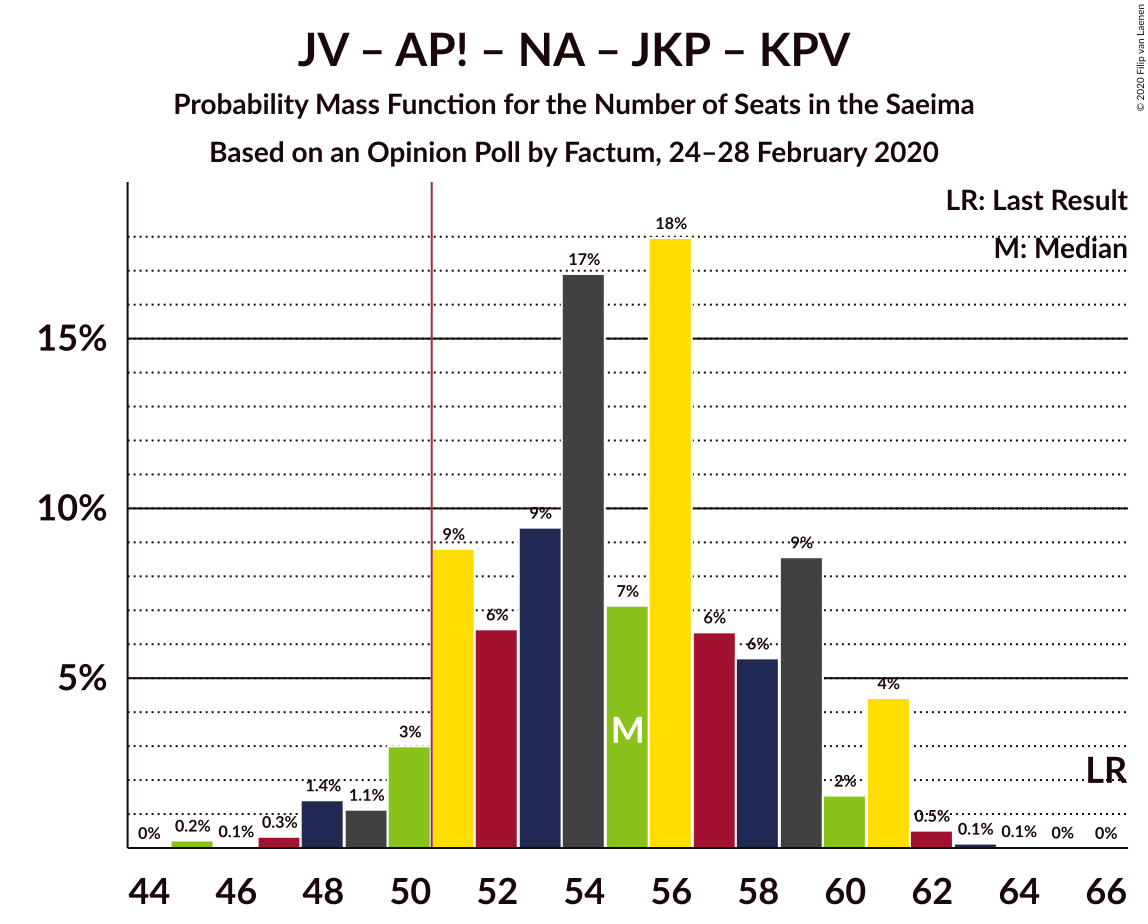 JV – AP! – NA – JKP – KPV
Probability Mass Function for the Number of Seats in the Saeima
Based on an Opinion Poll by Factum, 24–28 February 2020
© 2020 Filip van Laenen
LR: Last Result
M: Median
15%
10%
5%
0%
0.2%
0.1%
0.3%
1.4%
1.1%
3%
9%
6%
9%
17%
7%
18%
6%
6%
9%
2%
4%
0.5%
0.1%
0.1%
0%
0%
M
LR
44 46 48 50 52 54 56 58 60 62 64 66